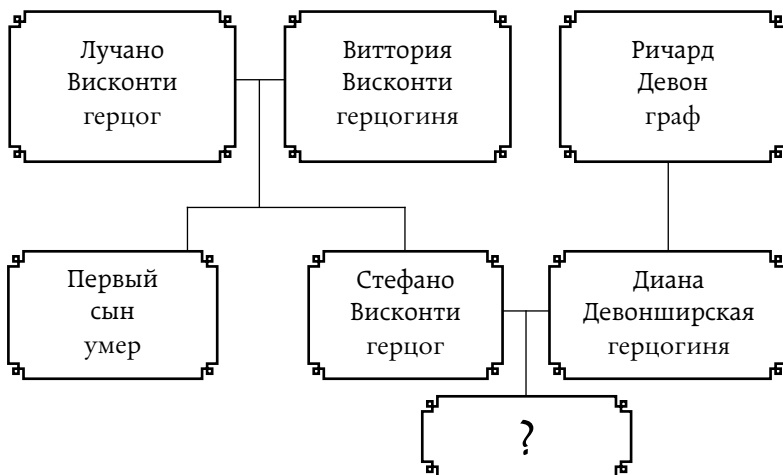 Лучано
Висконти
герцог
Виттория
Висконти
герцогиня
Ричард
Девон
граф
Первый
сын
умер
Стефано
Висконти
герцог
Диана
Девонширская
герцогиня
?